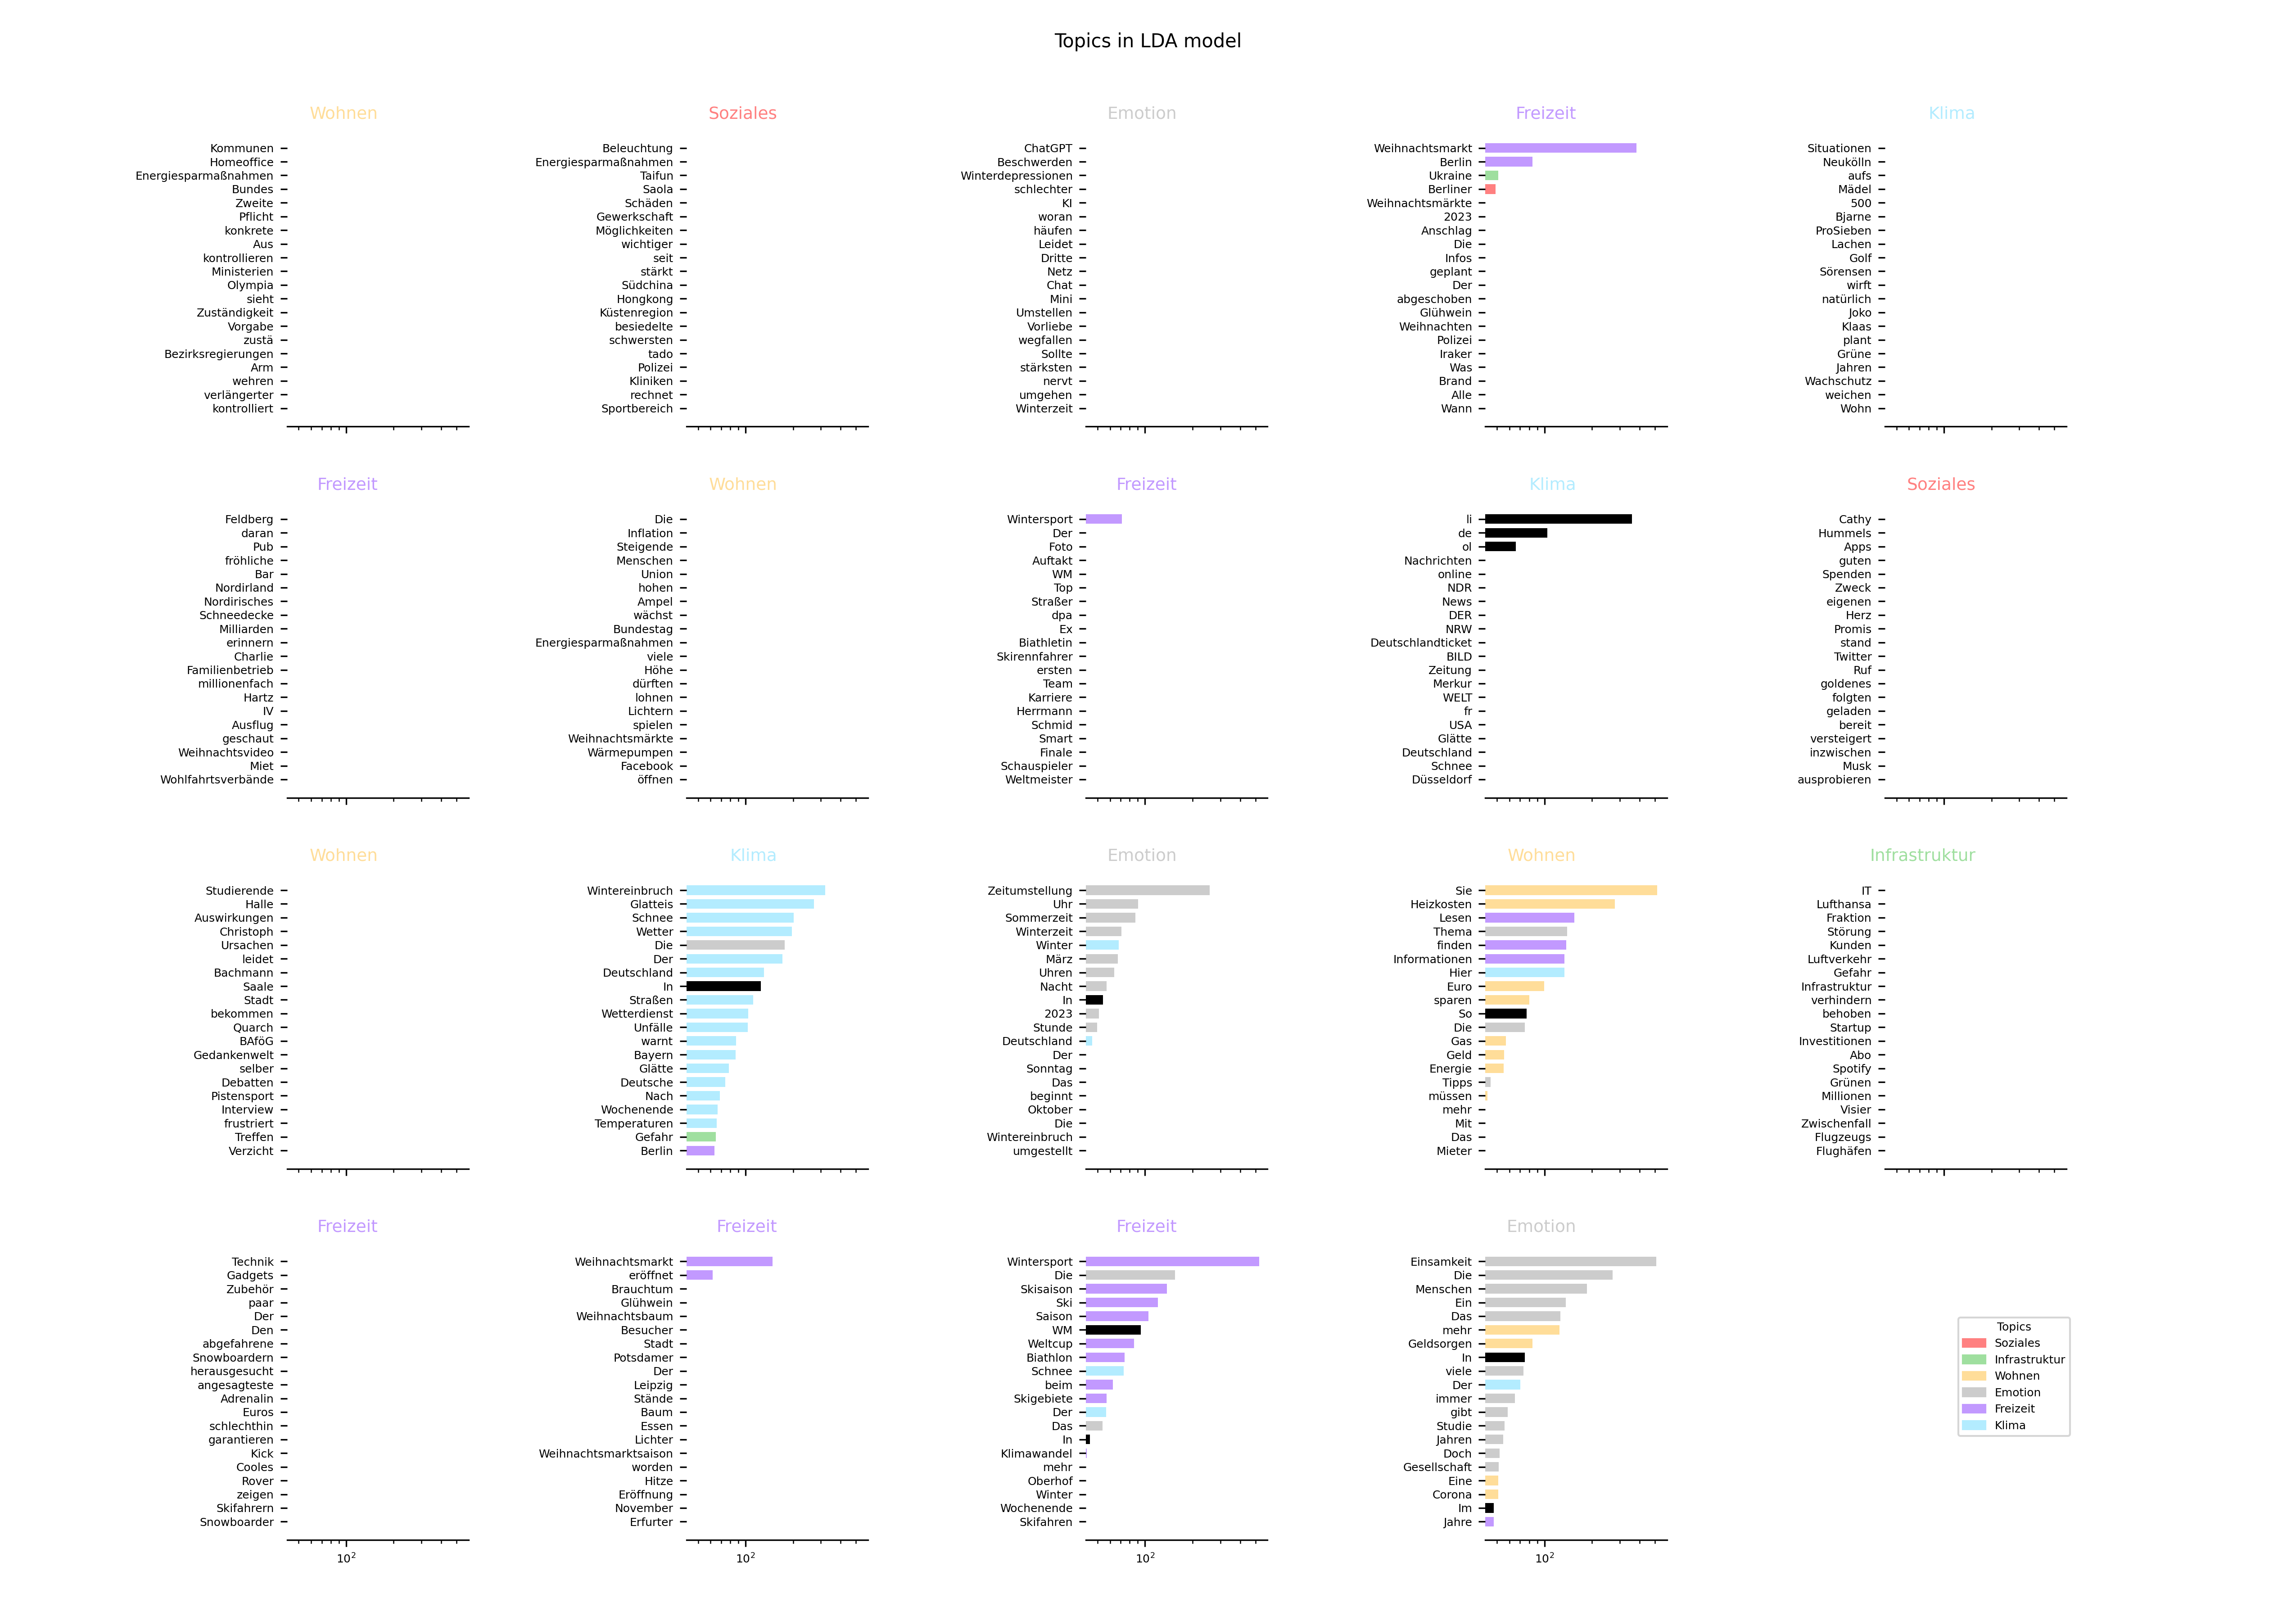 Topics in LDA model
Wohnen
Kommunen
Homeoffice
Energiesparmaßnahmen
Bundes
Zweite
Pflicht
konkrete
Aus
kontrollieren
Ministerien
Olympia
sieht
Zuständigkeit
Vorgabe
zustä
Bezirksregierungen
Arm
wehren
verlängerter
kontrolliert
Soziales
Beleuchtung
Energiesparmaßnahmen
Taifun
Saola
Schäden
Gewerkschaft
Möglichkeiten
wichtiger
seit
stärkt
Südchina
Hongkong
Küstenregion
besiedelte
schwersten
tado
Polizei
Kliniken
rechnet
Sportbereich
Emotion
ChatGPT
Beschwerden
Winterdepressionen
schlechter
KI
woran
häufen
Leidet
Dritte
Netz
Chat
Mini
Umstellen
Vorliebe
wegfallen
Sollte
stärksten
nervt
umgehen
Winterzeit
Freizeit
Weihnachtsmarkt
Berlin
Ukraine
Berliner
Weihnachtsmärkte
2023
Anschlag
Die
Infos
geplant
Der
abgeschoben
Glühwein
Weihnachten
Polizei
Iraker
Was
Brand
Alle
Wann
Klima
Situationen
Neukölln
aufs
Mädel
500
Bjarne
ProSieben
Lachen
Golf
Sörensen
wirft
natürlich
Joko
Klaas
plant
Grüne
Jahren
Wachschutz
weichen
Wohn
Freizeit
Feldberg
daran
Pub
fröhliche
Bar
Nordirland
Nordirisches
Schneedecke
Milliarden
erinnern
Charlie
Familienbetrieb
millionenfach
Hartz
IV
Ausflug
geschaut
Weihnachtsvideo
Miet
Wohlfahrtsverbände
Wohnen
Die
Inflation
Steigende
Menschen
Union
hohen
Ampel
wächst
Bundestag
Energiesparmaßnahmen
viele
Höhe
dürften
lohnen
Lichtern
spielen
Weihnachtsmärkte
Wärmepumpen
Facebook
öffnen
Freizeit
Wintersport
Der
Foto
Auftakt
WM
Top
Straßer
dpa
Ex
Biathletin
Skirennfahrer
ersten
Team
Karriere
Herrmann
Schmid
Smart
Finale
Schauspieler
Weltmeister
Klima
li
de
ol
Nachrichten
online
NDR
News
DER
NRW
Deutschlandticket
BILD
Zeitung
Merkur
WELT
fr
USA
Glätte
Deutschland
Schnee
Düsseldorf
Soziales
Cathy
Hummels
Apps
guten
Spenden
Zweck
eigenen
Herz
Promis
stand
Twitter
Ruf
goldenes
folgten
geladen
bereit
versteigert
inzwischen
Musk
ausprobieren
Wohnen
Studierende
Halle
Auswirkungen
Christoph
Ursachen
leidet
Bachmann
Saale
Stadt
bekommen
Quarch
BAföG
Gedankenwelt
selber
Debatten
Pistensport
Interview
frustriert
Treffen
Verzicht
Klima
Wintereinbruch
Glatteis
Schnee
Wetter
Die
Der
Deutschland
In
Straßen
Wetterdienst
Unfälle
warnt
Bayern
Glätte
Deutsche
Nach
Wochenende
Temperaturen
Gefahr
Berlin
Emotion
Zeitumstellung
Uhr
Sommerzeit
Winterzeit
Winter
März
Uhren
Nacht
In
2023
Stunde
Deutschland
Der
Sonntag
Das
beginnt
Oktober
Die
Wintereinbruch
umgestellt
Wohnen
Sie
Heizkosten
Lesen
Thema
finden
Informationen
Hier
Euro
sparen
So
Die
Gas
Geld
Energie
Tipps
müssen
mehr
Mit
Das
Mieter
Infrastruktur
IT
Lufthansa
Fraktion
Störung
Kunden
Luftverkehr
Gefahr
Infrastruktur
verhindern
behoben
Startup
Investitionen
Abo
Spotify
Grünen
Millionen
Visier
Zwischenfall
Flugzeugs
Flughäfen
Freizeit
Technik
Gadgets
Zubehör
paar
Der
Den
abgefahrene
Snowboardern
herausgesucht
angesagteste
Adrenalin
Euros
schlechthin
garantieren
Kick
Cooles
Rover
zeigen
Skifahrern
Snowboarder
10²
Freizeit
Weihnachtsmarkt
eröffnet
Brauchtum
Glühwein
Weihnachtsbaum
Besucher
Stadt
Potsdamer
Der
Leipzig
Stände
Baum
Essen
Lichter
Weihnachtsmarktsaison
worden
Hitze
Eröffnung
November
Erfurter
10²
Freizeit
Wintersport
Die
Skisaison
Ski
Saison
WM
Weltcup
Biathlon
Schnee
beim
Skigebiete
Der
Das
In
Klimawandel
mehr
Oberhof
Winter
Wochenende
Skifahren
10²
Emotion
Einsamkeit
Die
Menschen
Ein
Das
mehr
Geldsorgen
In
viele
Der
immer
gibt
Studie
Jahren
Doch
Gesellschaft
Eine
Corona
Im
Jahre
10²
Topics
Soziales
Infrastruktur
Wohnen
Emotion
Freizeit
Klima